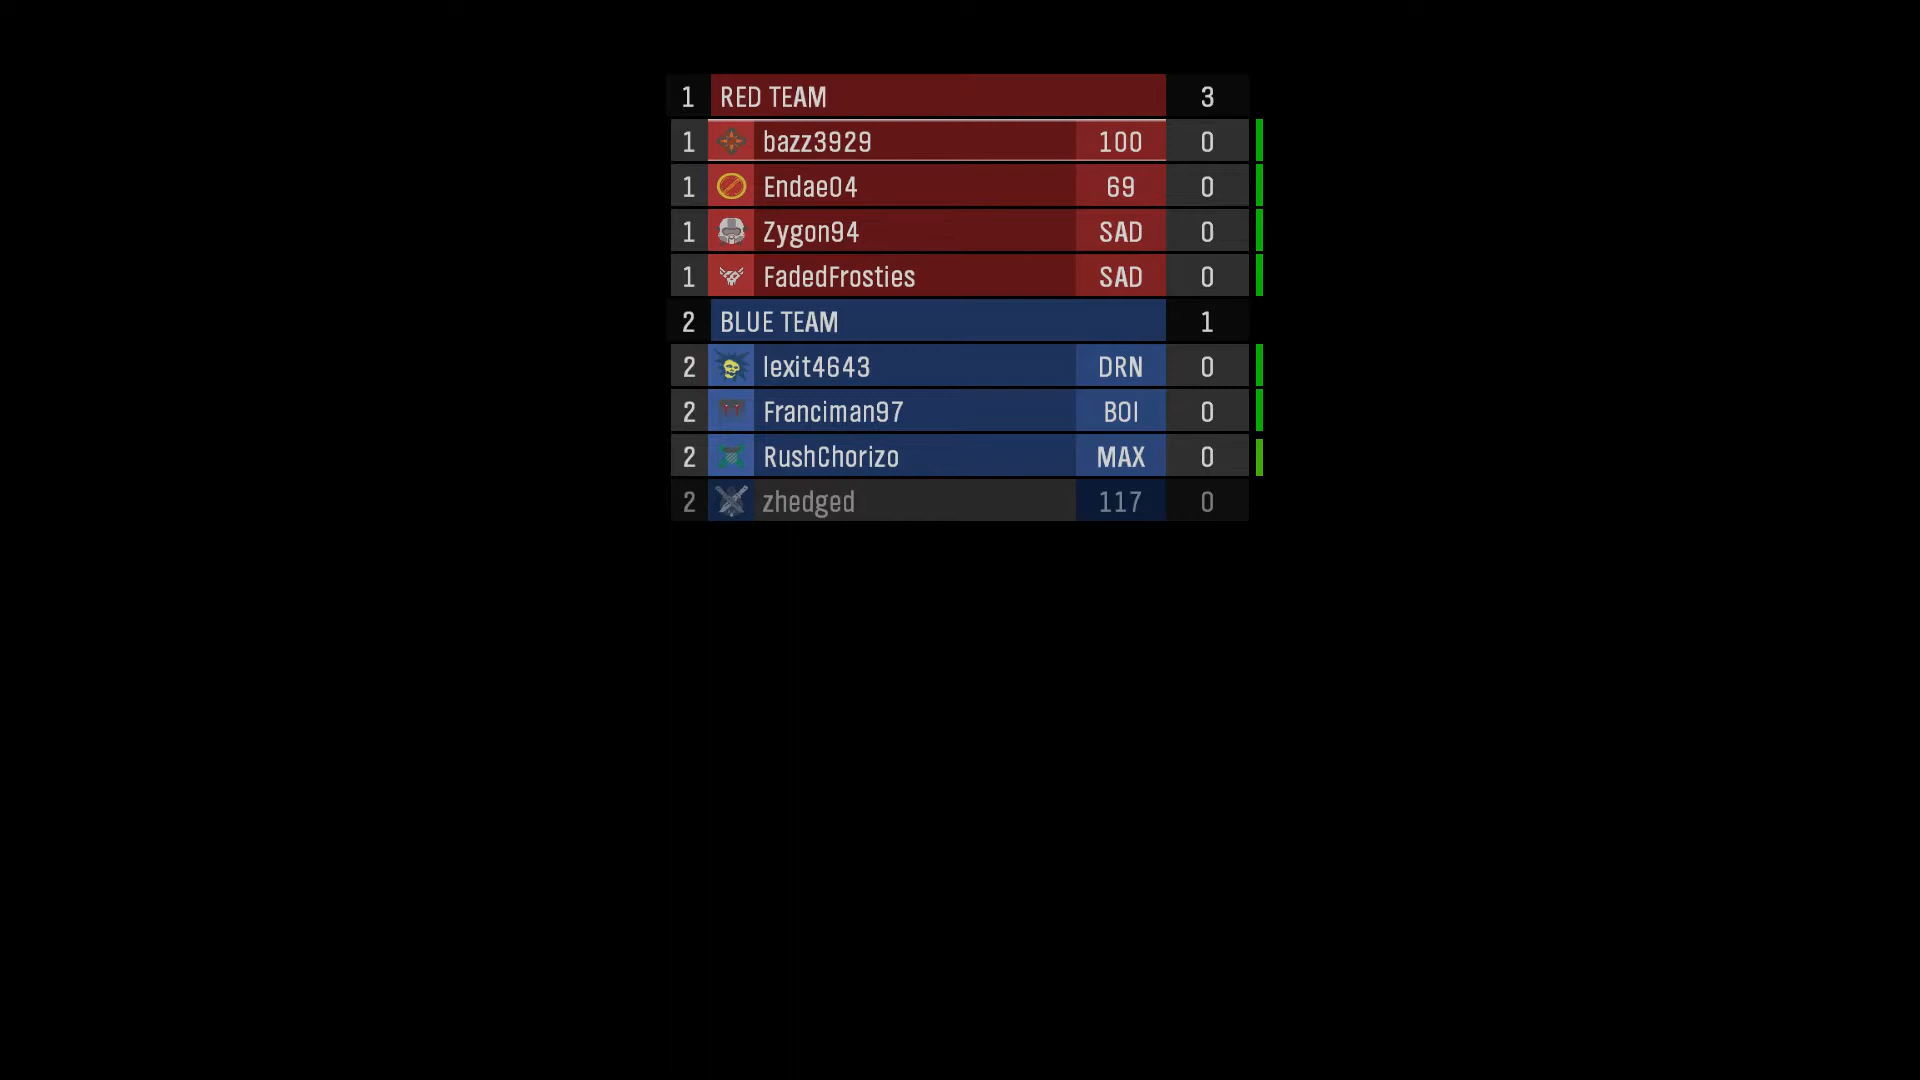 1 RED TEAM 3
1 bazz3929 100 0
1 Endae04 69 0
1 Zygon94 SAD 0
1 FadedFrosties SAD 0
2 BLUE TEAM 1
2 lexit4643 DRN 0
2 Franciman97 BOI 0
2 RushChorizo MAX 0
2 zhedged 117 0